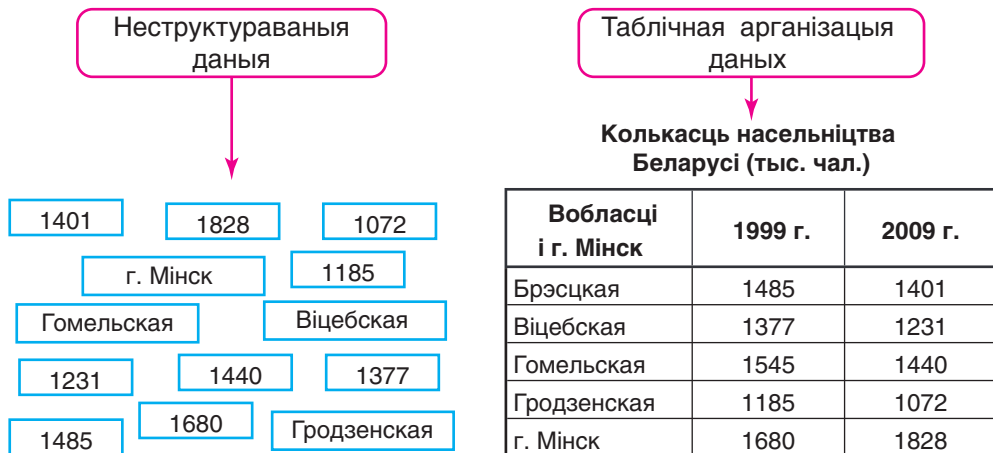 Неструктураваныя
даныя
1401
1828
1072
г. Мінск
1185
Гомельская
Віцебская
1231
1440
1377
1485
1680
Гродзенская
Таблічная арганізацыя
даных
Колькасць насельніцтва
Беларусі (тыс. чал.)
Вобласці
і г. Мінск
1999 г.
2009 г.
Брэсцкая 1485 1401
Віцебская 1377 1231
Гомельская 1545 1440
Гродзенская 1185 1072
г. Мінск 1680 1828